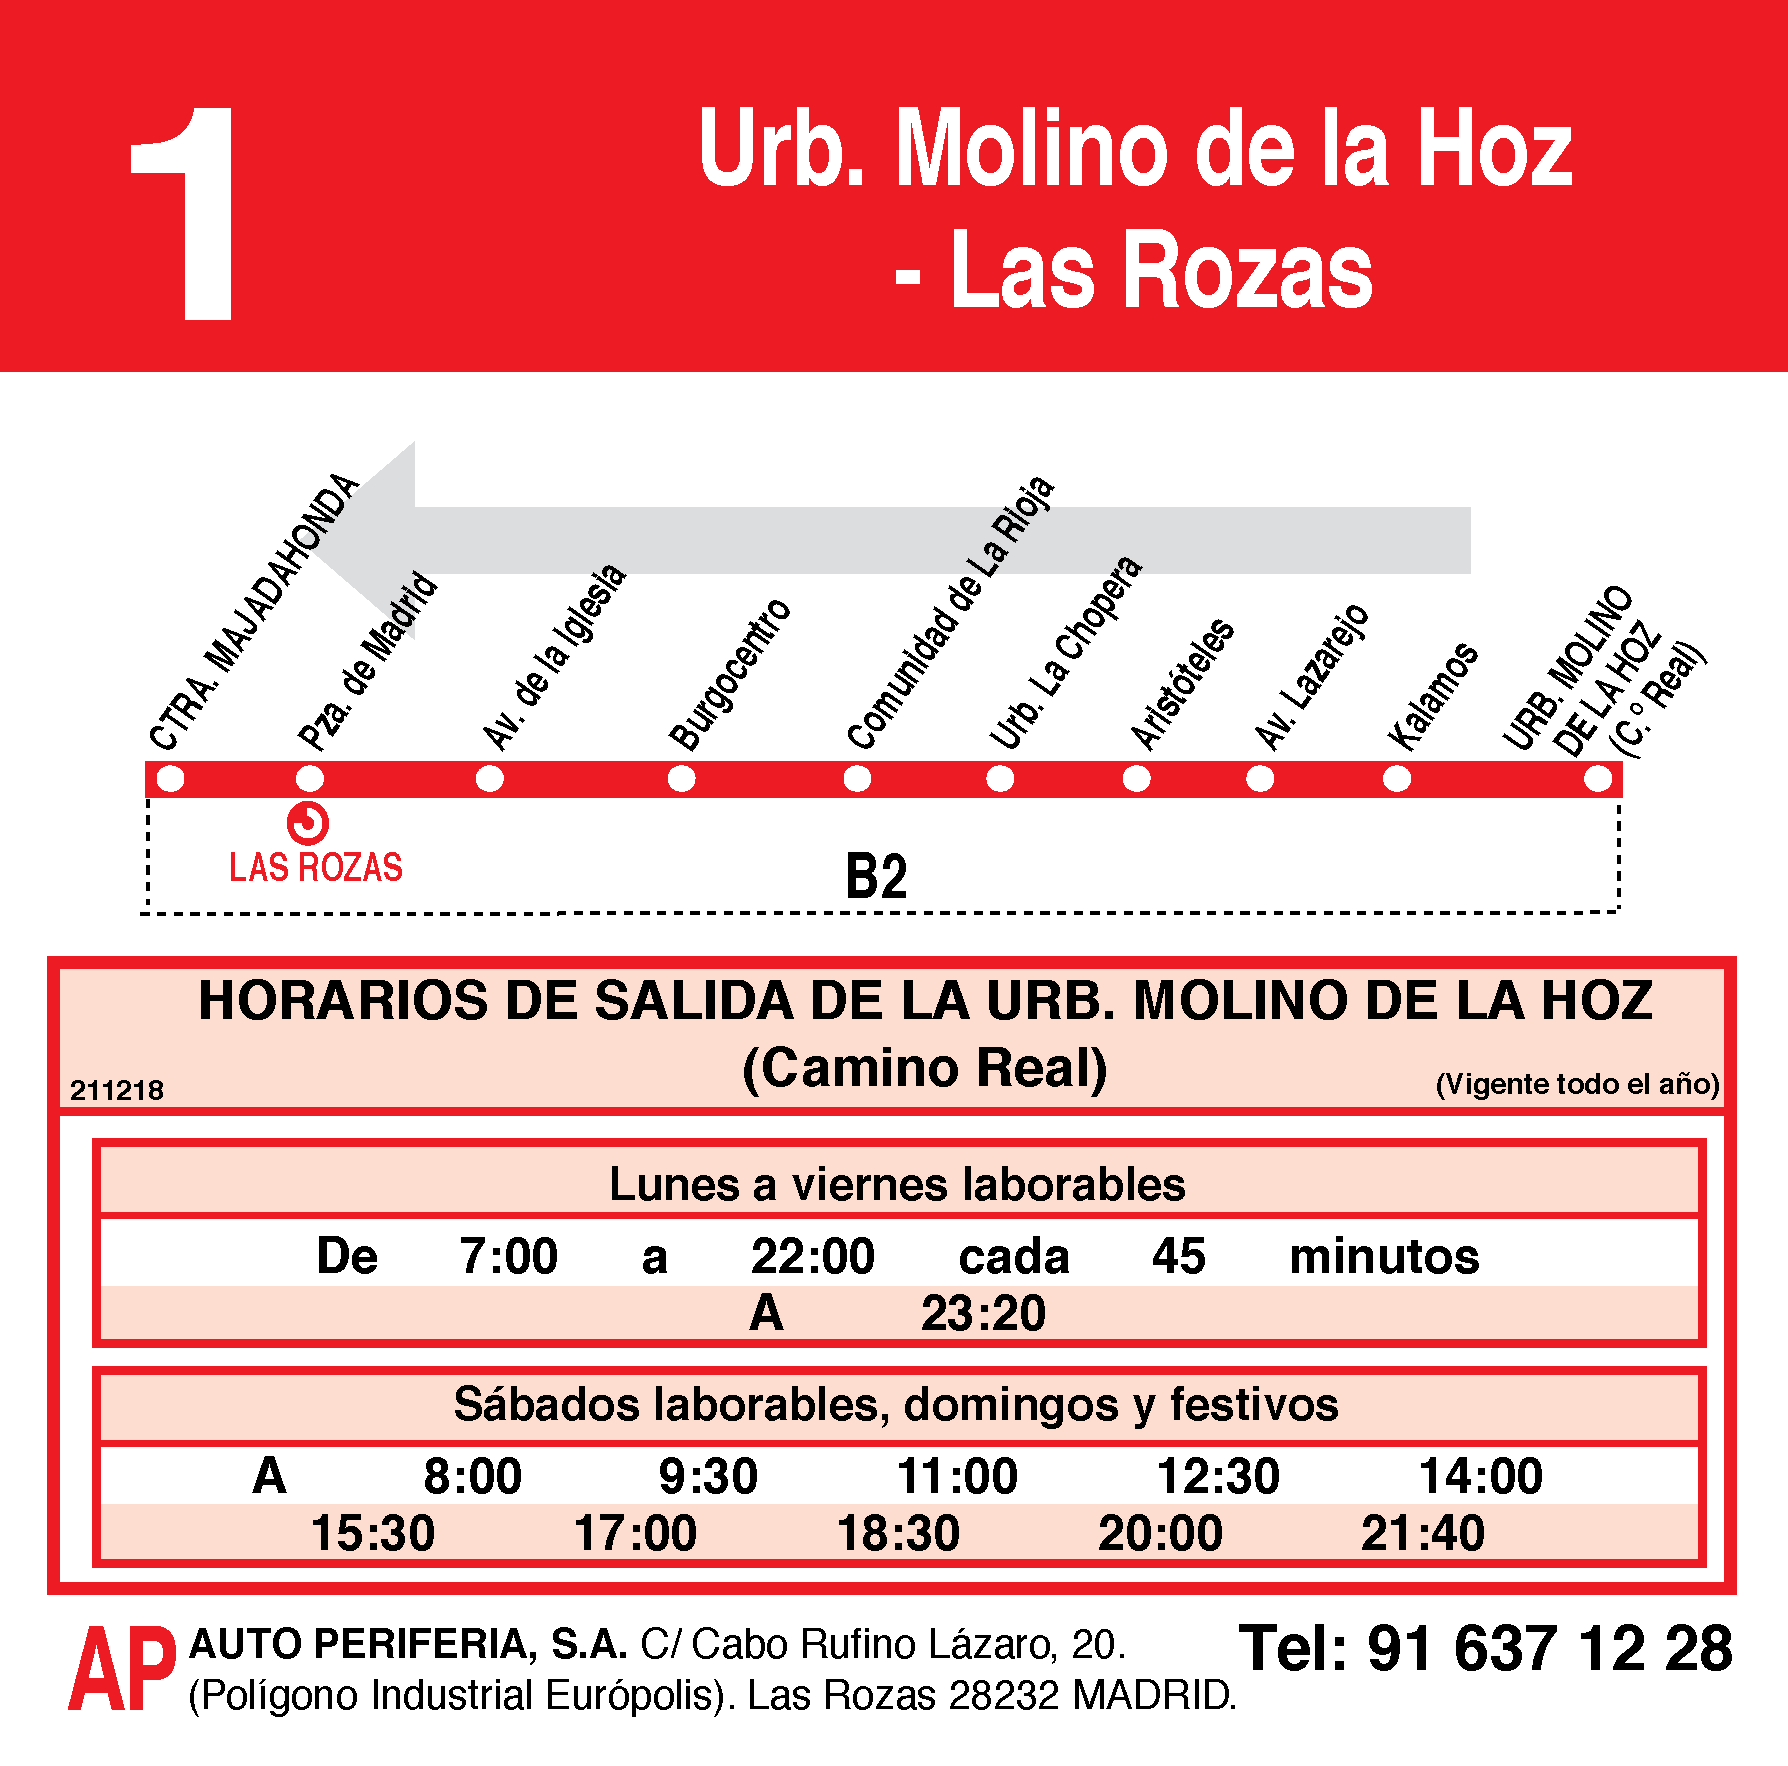 1
Urb. Molino de la Hoz
- Las Rozas
CTRA. MAJADAHONDA
Pza. de Madrid
Av. de la Iglesia
Burgocentro
Comunidad de La Rioja
Urb. La Chopera
Aristóteles
Av. Lazarejo
Kalamos
URB. MOLINO
DE LA HOZ
(C.º Real)
LAS ROZAS
B2
HORARIOS DE SALIDA DE LA URB. MOLINO DE LA HOZ
(Camino Real)
211218
(Vigente todo el año)
Lunes a viernes laborables
De 7:00 a 22:00 cada 45 minutos
A 23:20
Sábados laborables, domingos y festivos
A 8:00 9:30 11:00 12:30 14:00
15:30 17:00 18:30 20:00 21:40
AP
AUTO PERIFERIA, S.A. C/ Cabo Rufino Lázaro, 20.
(Polígono Industrial Európolis). Las Rozas 28232 MADRID.
Tel: 91 637 12 28